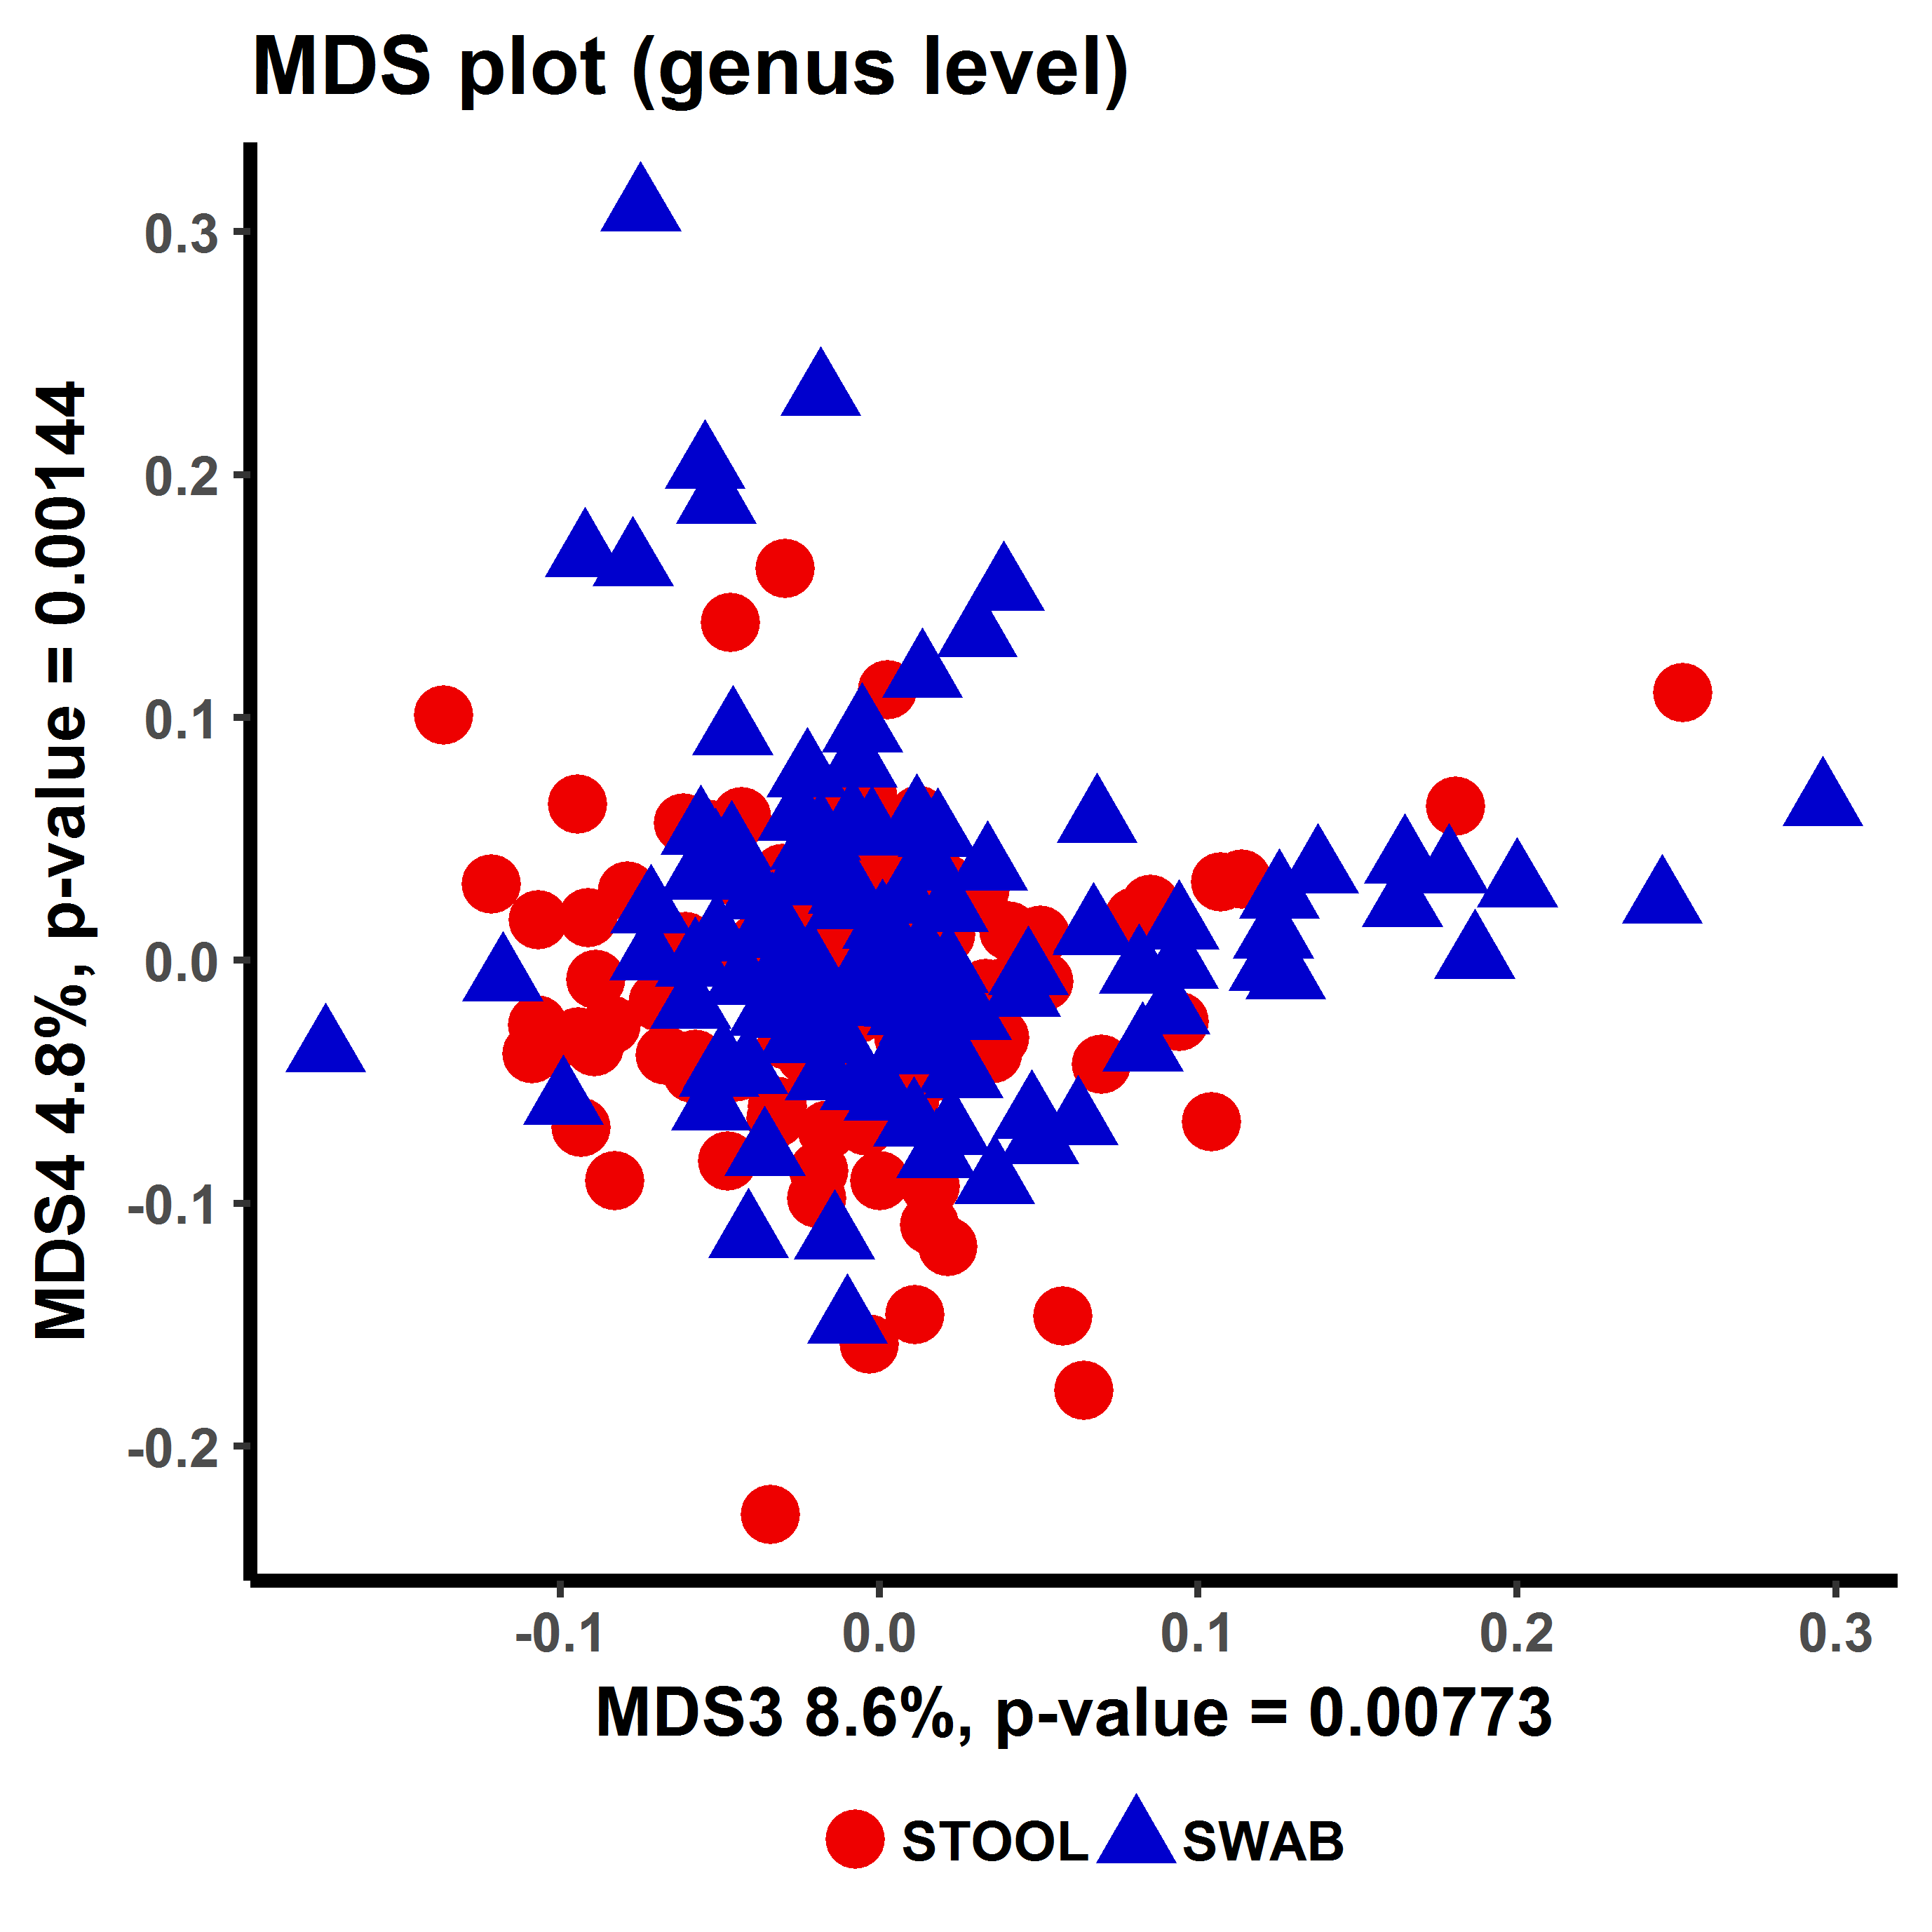 MDS plot (genus level)
MDS4 4.8%, p-value = 0.00144
0.3
0.2
0.1
0.0
-0.1
-0.2
-0.1 0.0 0.1 0.2 0.3
MDS3 8.6%, p-value = 0.00773
STOOL SWAB